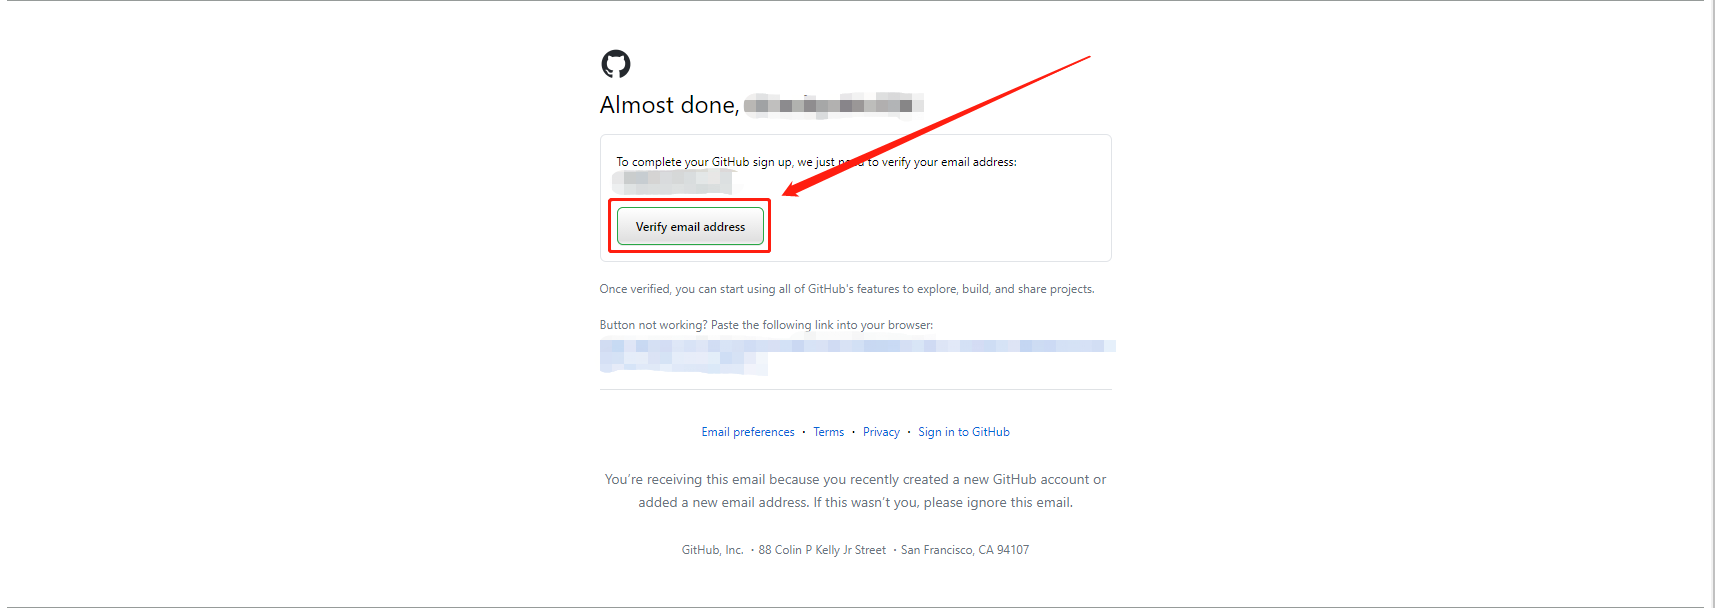 Almost done,
To complete your GitHub sign up, we just need to verify your email address:
Verify email address
Once verified, you can start using all of GitHub's features to explore, build, and share projects.
Button not working? Paste the following link into your browser:
Email preferences · Terms · Privacy · Sign in to GitHub
You’re receiving this email because you recently created a new GitHub account or
added a new email address. If this wasn’t you, please ignore this email.
GitHub, Inc. ・88 Colin P Kelly Jr Street ・San Francisco, CA 94107